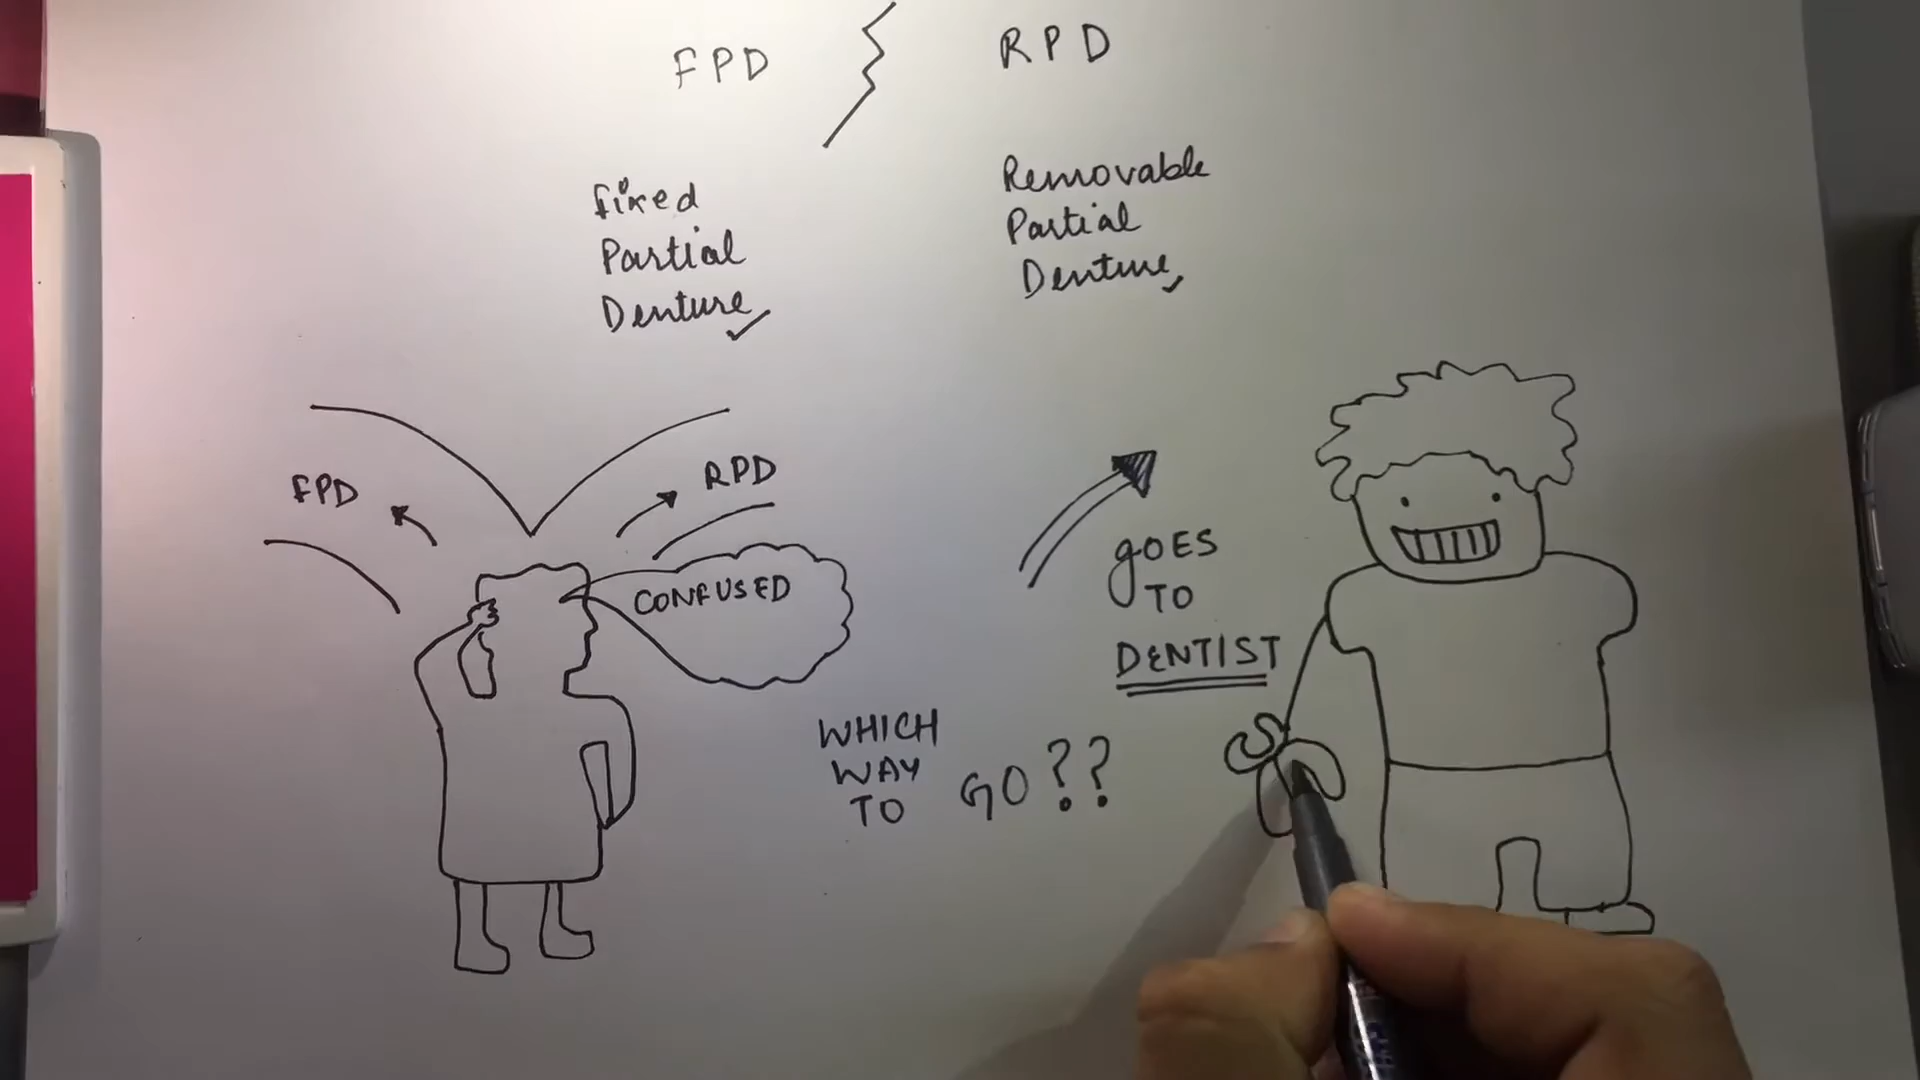 FPD
RPD
Fixed
Partial
Denture
Removable
Partial
Denture
FPD
RPD
CONFUSED
WHICH
WAY
TO GO??
gOES
TO
DENTIST